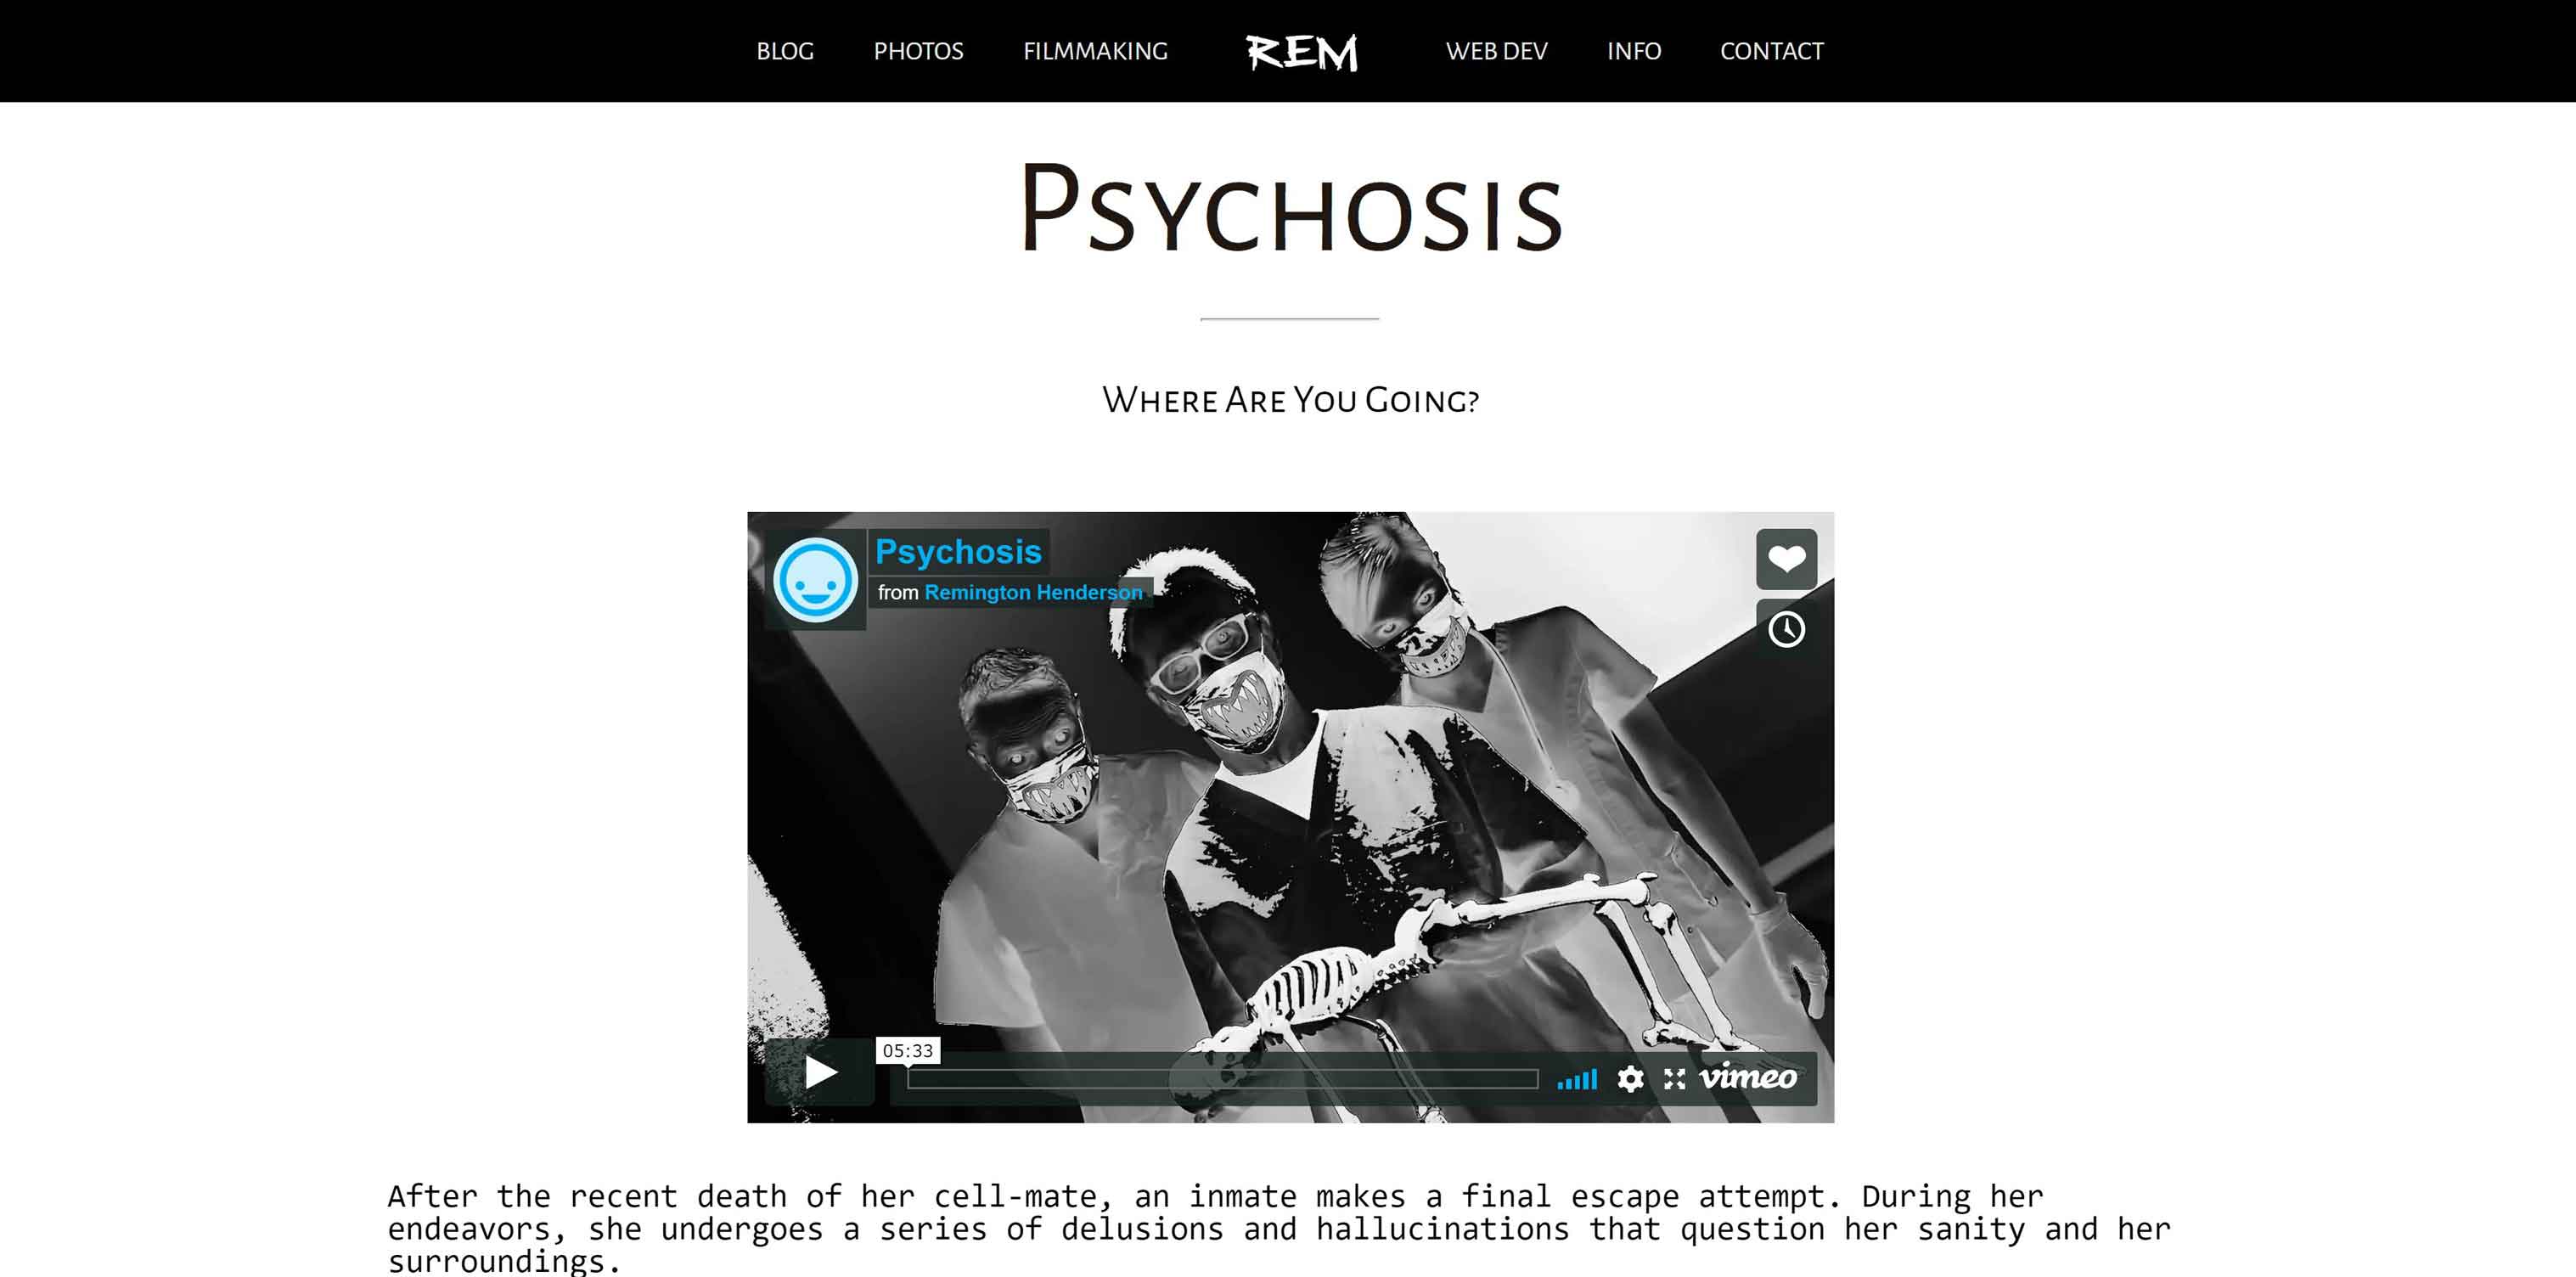 BLOG PHOTOS FILMMAKING REM WEB DEV INFO CONTACT
Psychosis
Where Are You Going?
Psychosis
from Remington Henderson
05:33
vimeo
After the recent death of her cell-mate, an inmate makes a final escape attempt. During her
endeavors, she undergoes a series of delusions and hallucinations that question her sanity and her
surroundings.